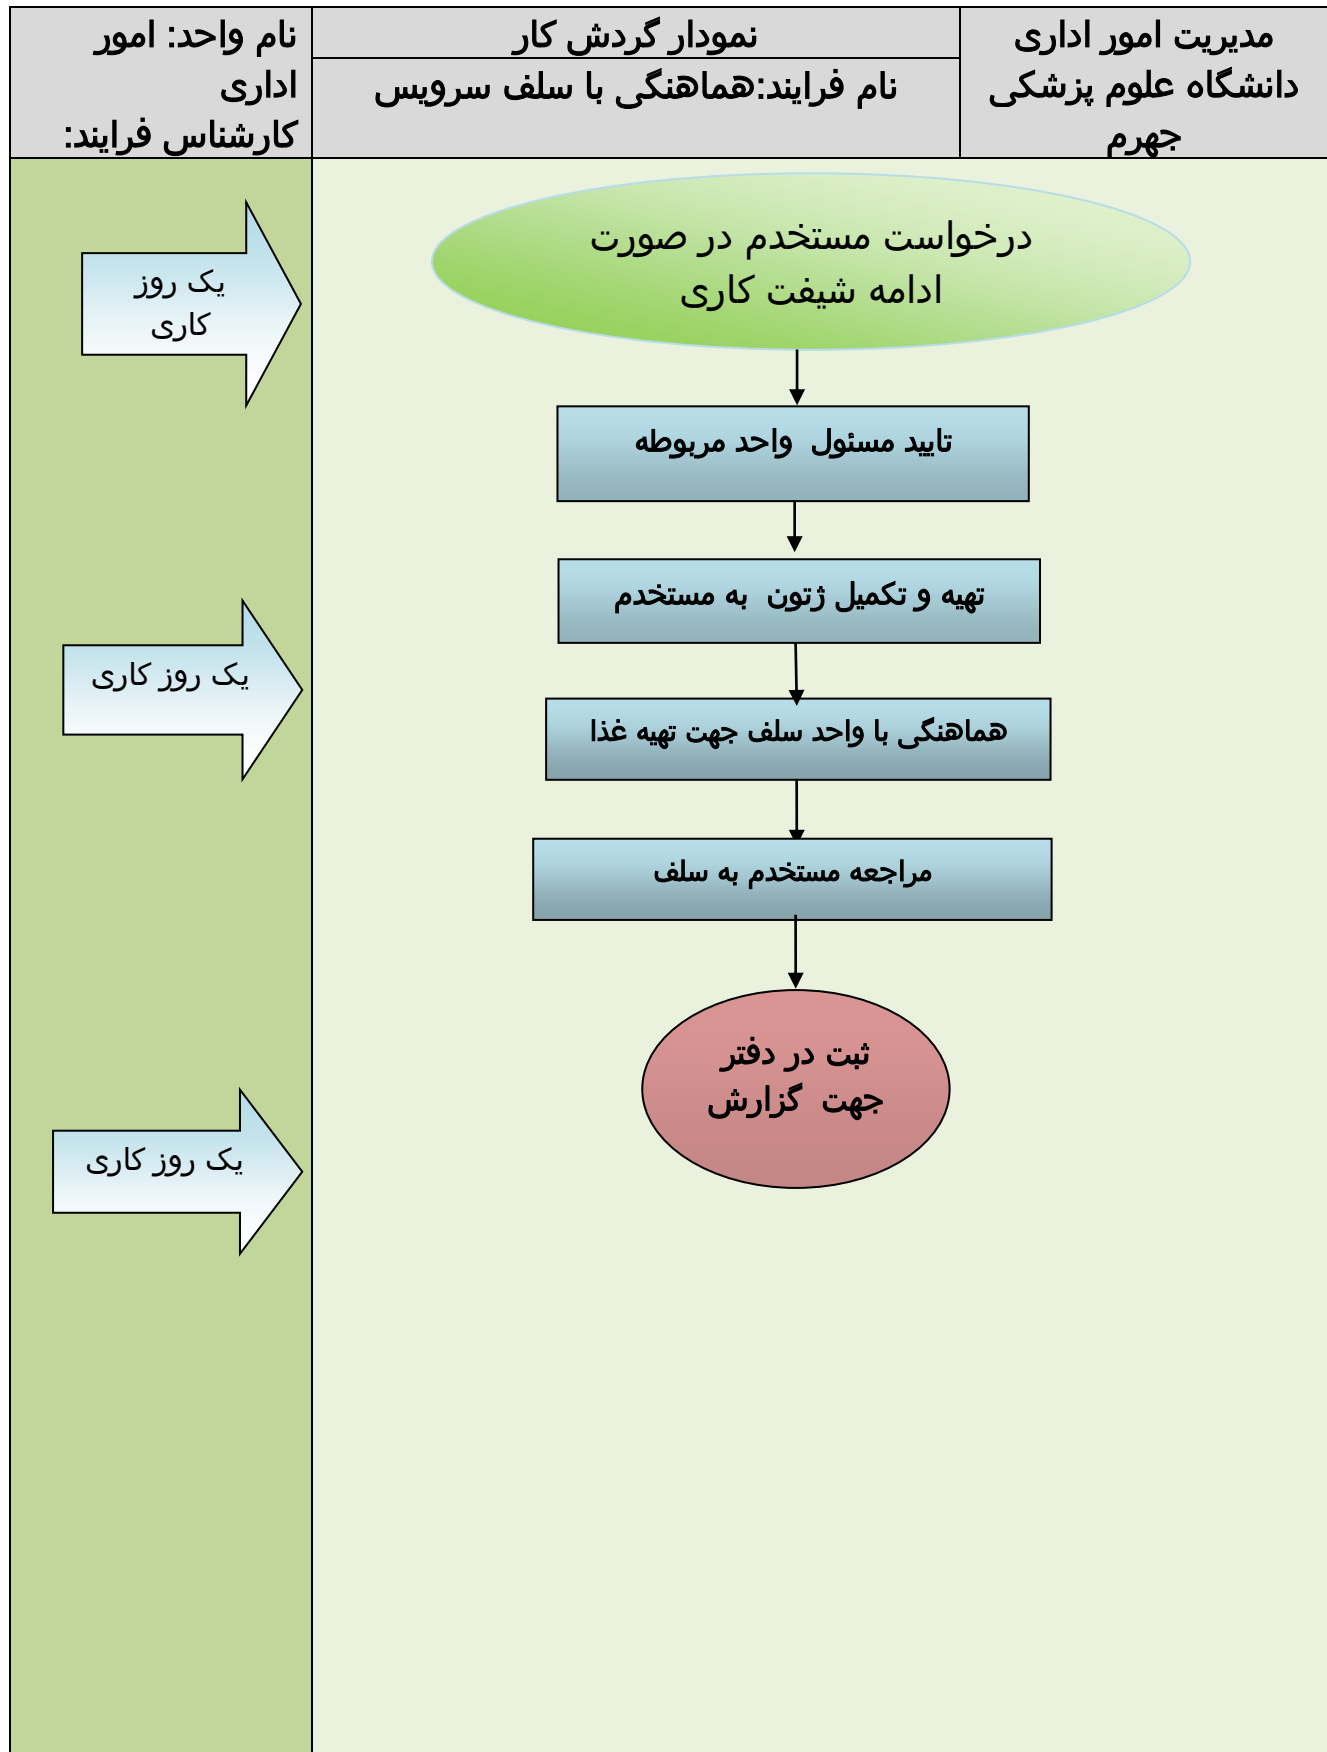 مدیریت امور اداری
دانشگاه علوم پزشکی
جهرم
نمودار گردش کار
نام فرایند:هماهنگی با سلف سرویس
نام واحد: امور
اداری
کارشناس فرایند:
درخواست مستخدم در صورت
ادامه شیفت کاری
یک روز
کاری
تایید مسئول  واحد مربوطه
تهیه و تکمیل ژتون  به مستخدم
یک روز کاری
هماهنگی با واحد سلف جهت تهیه غذا
مراجعه مستخدم به سلف
ثبت در دفتر
جهت  گزارش
یک روز کاری